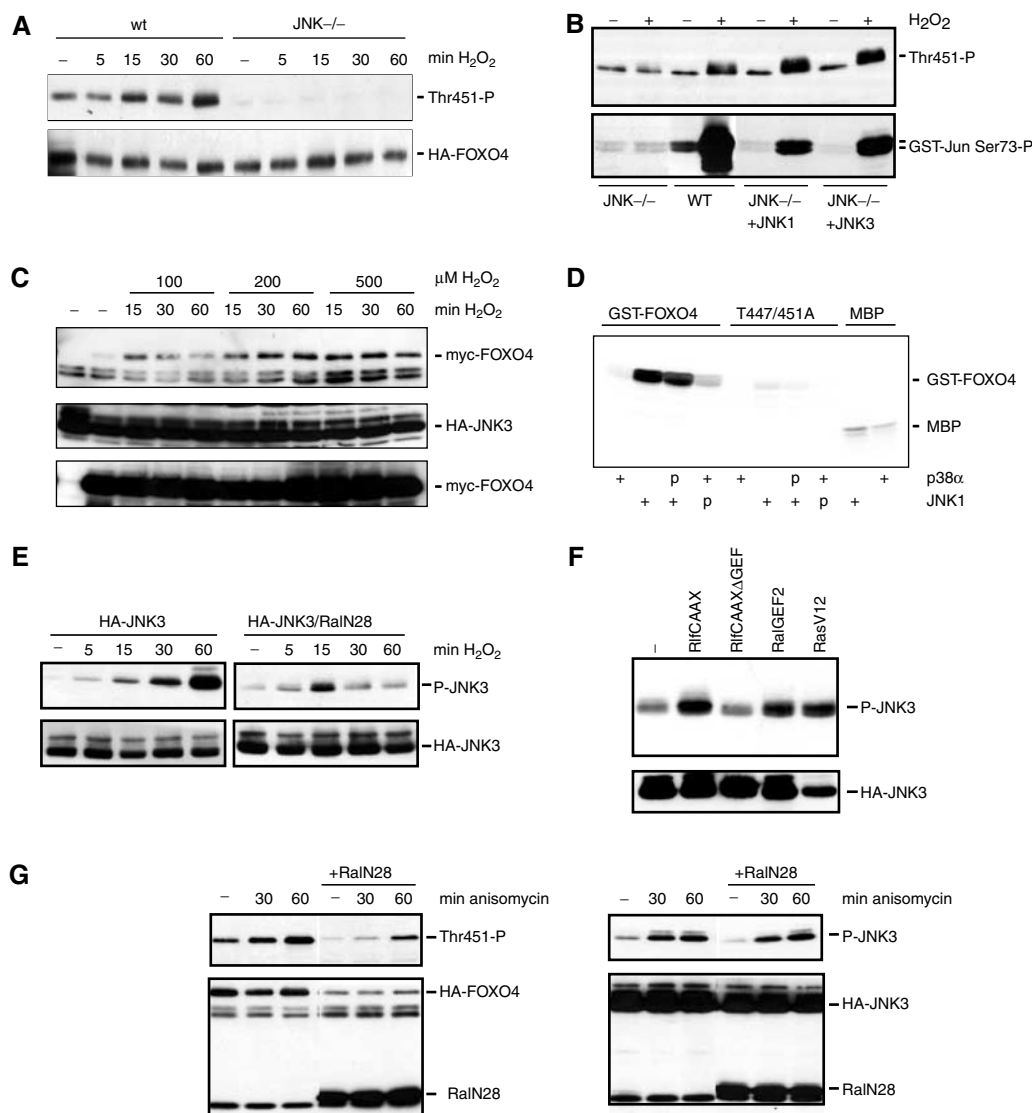 A
wt JNK–/–
– 5 15 30 60 – 5 15 30 60 min H₂O₂
Thr451-P
HA-FOXO4
B
– + – + – + – + H₂O₂
Thr451-P
GST-Jun Ser73-P
JNK–/– WT JNK–/– JNK–/–
+JNK1 +JNK3
C
100 200 500 μM H₂O₂
– – 15 30 60 15 30 60 15 30 60 min H₂O₂
myc-FOXO4
HA-JNK3
myc-FOXO4
D
GST-FOXO4 T447/451A MBP
GST-FOXO4
MBP
+ p + + p + + p38α
+ + p + + p + JNK1
E
HA-JNK3 HA-JNK3/RalN28
– 5 15 30 60 – 5 15 30 60 min H₂O₂
P-JNK3
HA-JNK3
F
– RlfCAAX RlfCAAXΔGEF RalGEF2 RasV12
P-JNK3
HA-JNK3
G
+RalN28
– 30 60 – 30 60 min anisomycin
Thr451-P
HA-FOXO4
RalN28
+RalN28
– 30 60 – 30 60 min anisomycin
P-JNK3
HA-JNK3
RalN28